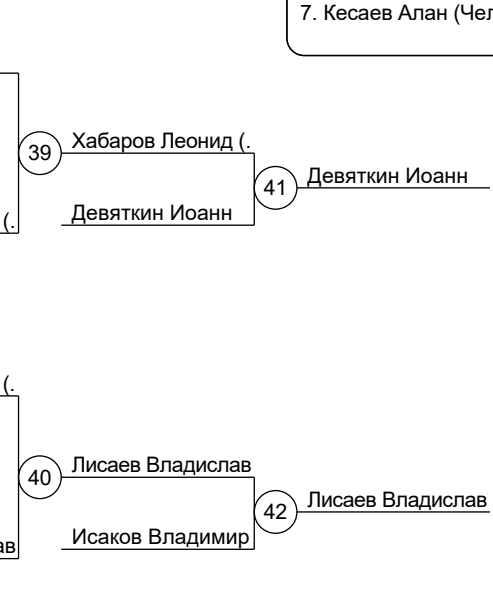 7. Кесаев Алан (Чел
39
Хабаров Леонид (.
41
Девяткин Иоанн
(.
Девяткин Иоанн
(.
40
Лисаев Владислав
42
Лисаев Владислав
Исаков Владимир
ав